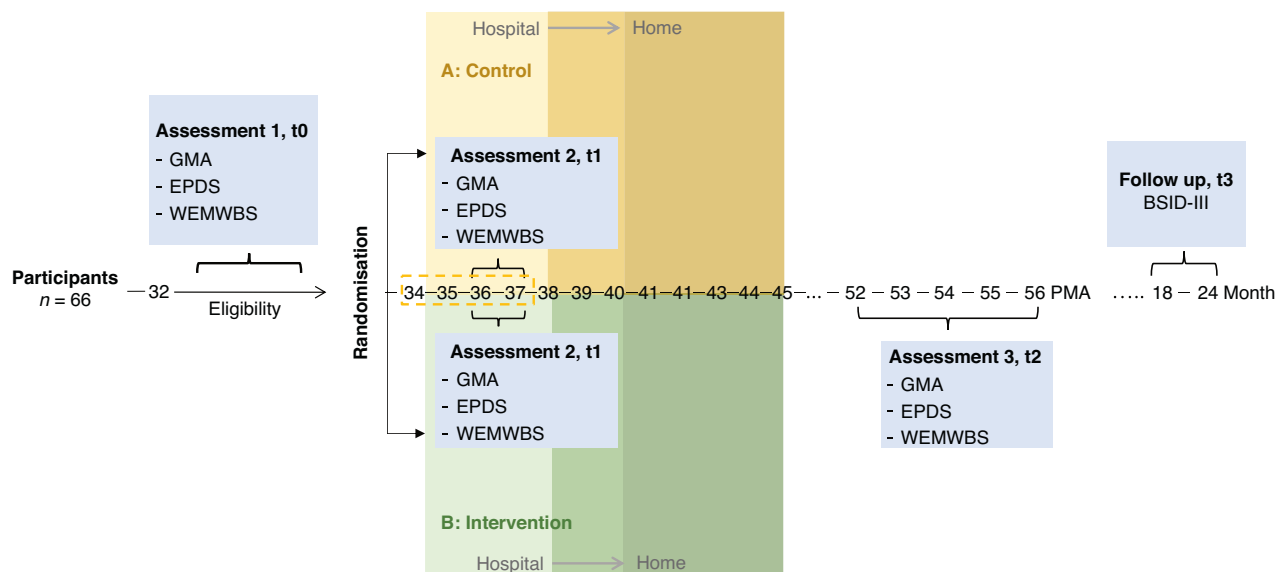 Hospital Home
A: Control
Assessment 1, t0
- GMA
- EPDS
- WEMWBS
Assessment 2, t1
- GMA
- EPDS
- WEMWBS
Follow up, t3
BSID-III
Participants
n = 66
32
Eligibility
Randomisation
34 35 36 37 38 39 40 41 41 43 44 45 ... 52 53 54 55 56 PMA ..... 18 – 24 Month
Assessment 2, t1
- GMA
- EPDS
- WEMWBS
Assessment 3, t2
- GMA
- EPDS
- WEMWBS
B: Intervention
Hospital Home